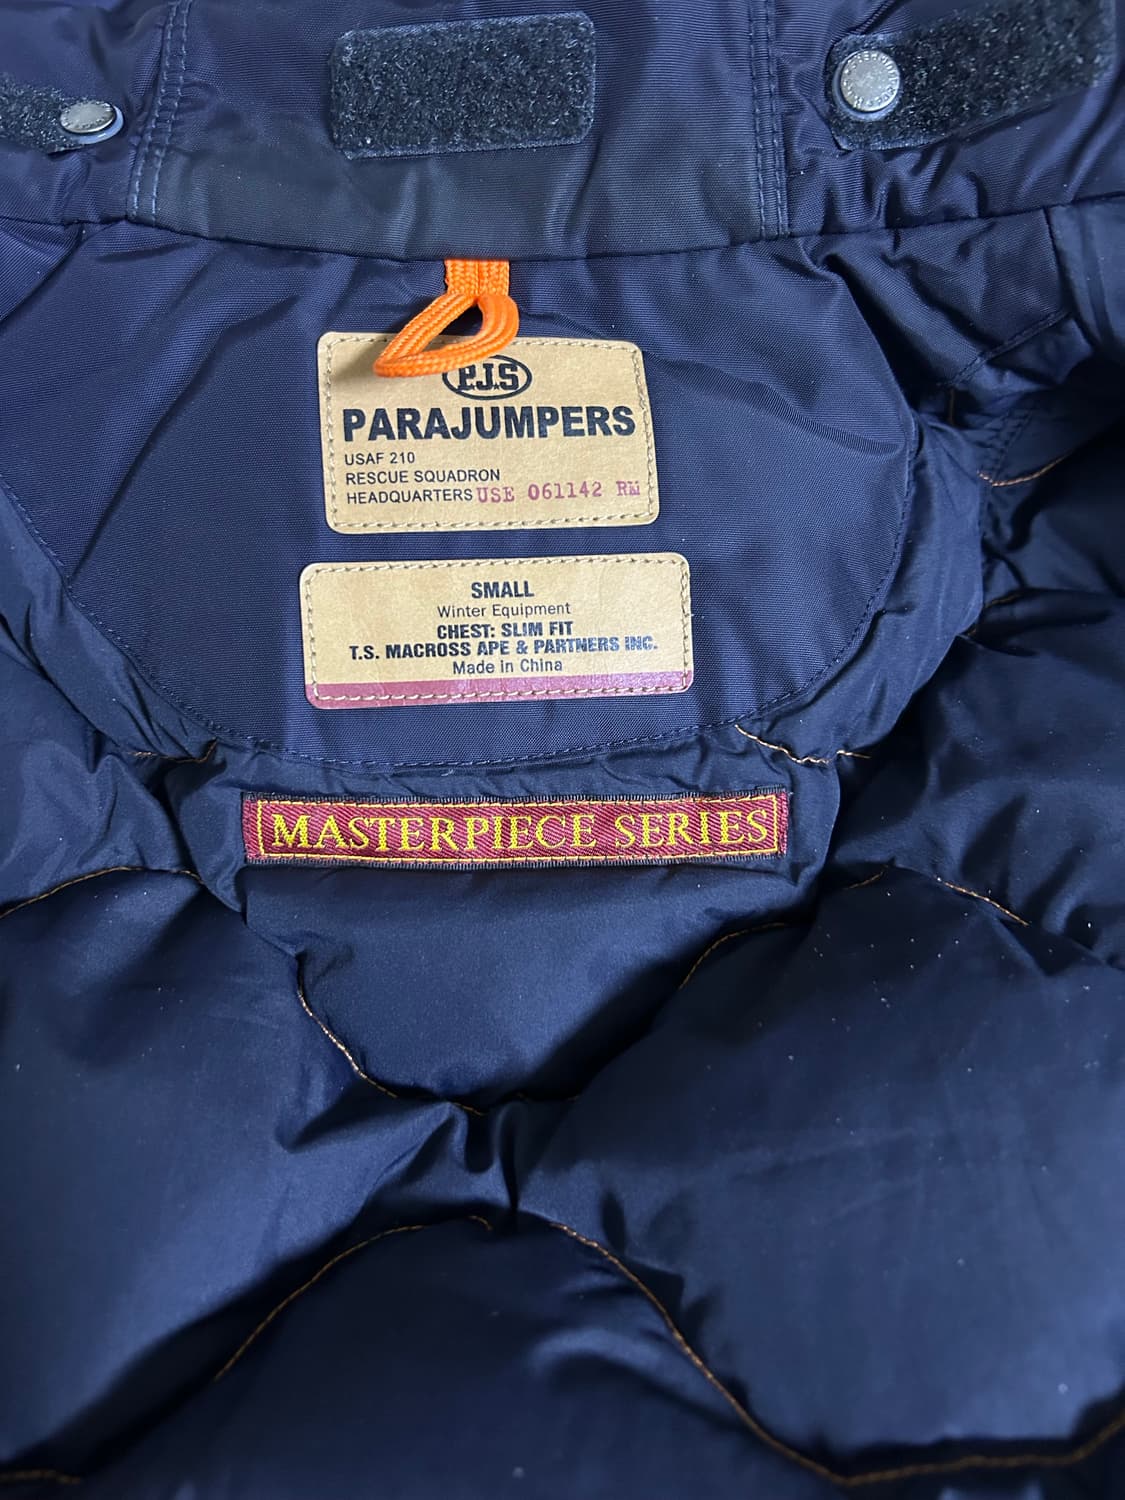 P.J.S
PARAJUMPERS
USAF 210
RESCUE SQUADRON
HEADQUARTERS USE 061142 RM
SMALL
Winter Equipment
CHEST: SLIM FIT
T.S. MACROSS APE & PARTNERS INC.
Made in China
MASTERPIECE SERIES